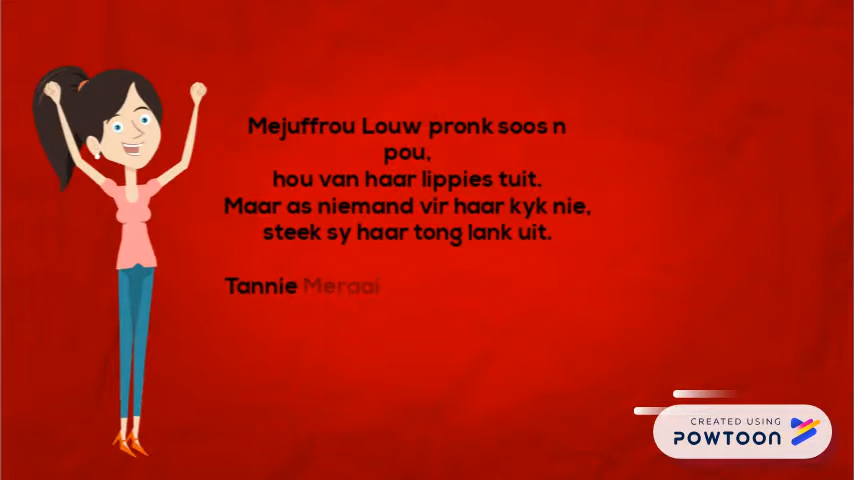 Mejuffrou Louw pronk soos n
pou,
hou van haar lippies tuit.
Maar as niemand vir haar kyk nie,
steek sy haar tong lank uit.
Tannie Meraai
CREATED USING
POWTOON